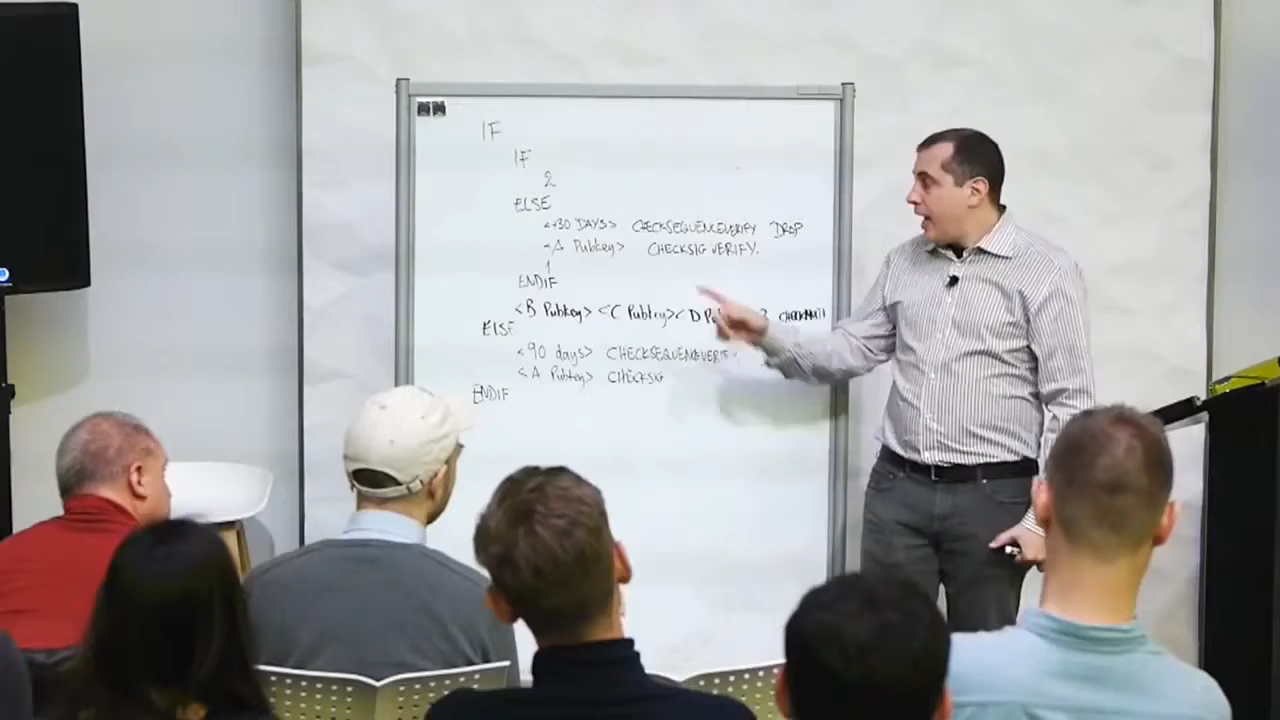 IF
IF
2
ELSE
<+30 DAYS> CHECKSEQUENCEVERIFY DROP
<A Pubkey> CHECKSIG VERIFY.
1
ENDIF
<B Pubkey> <C Pubkey> <D
ELSE
<90 days> CHECKSEQUENCEVERIFY
<A Pubkey> CHECKSIG
ENDIF